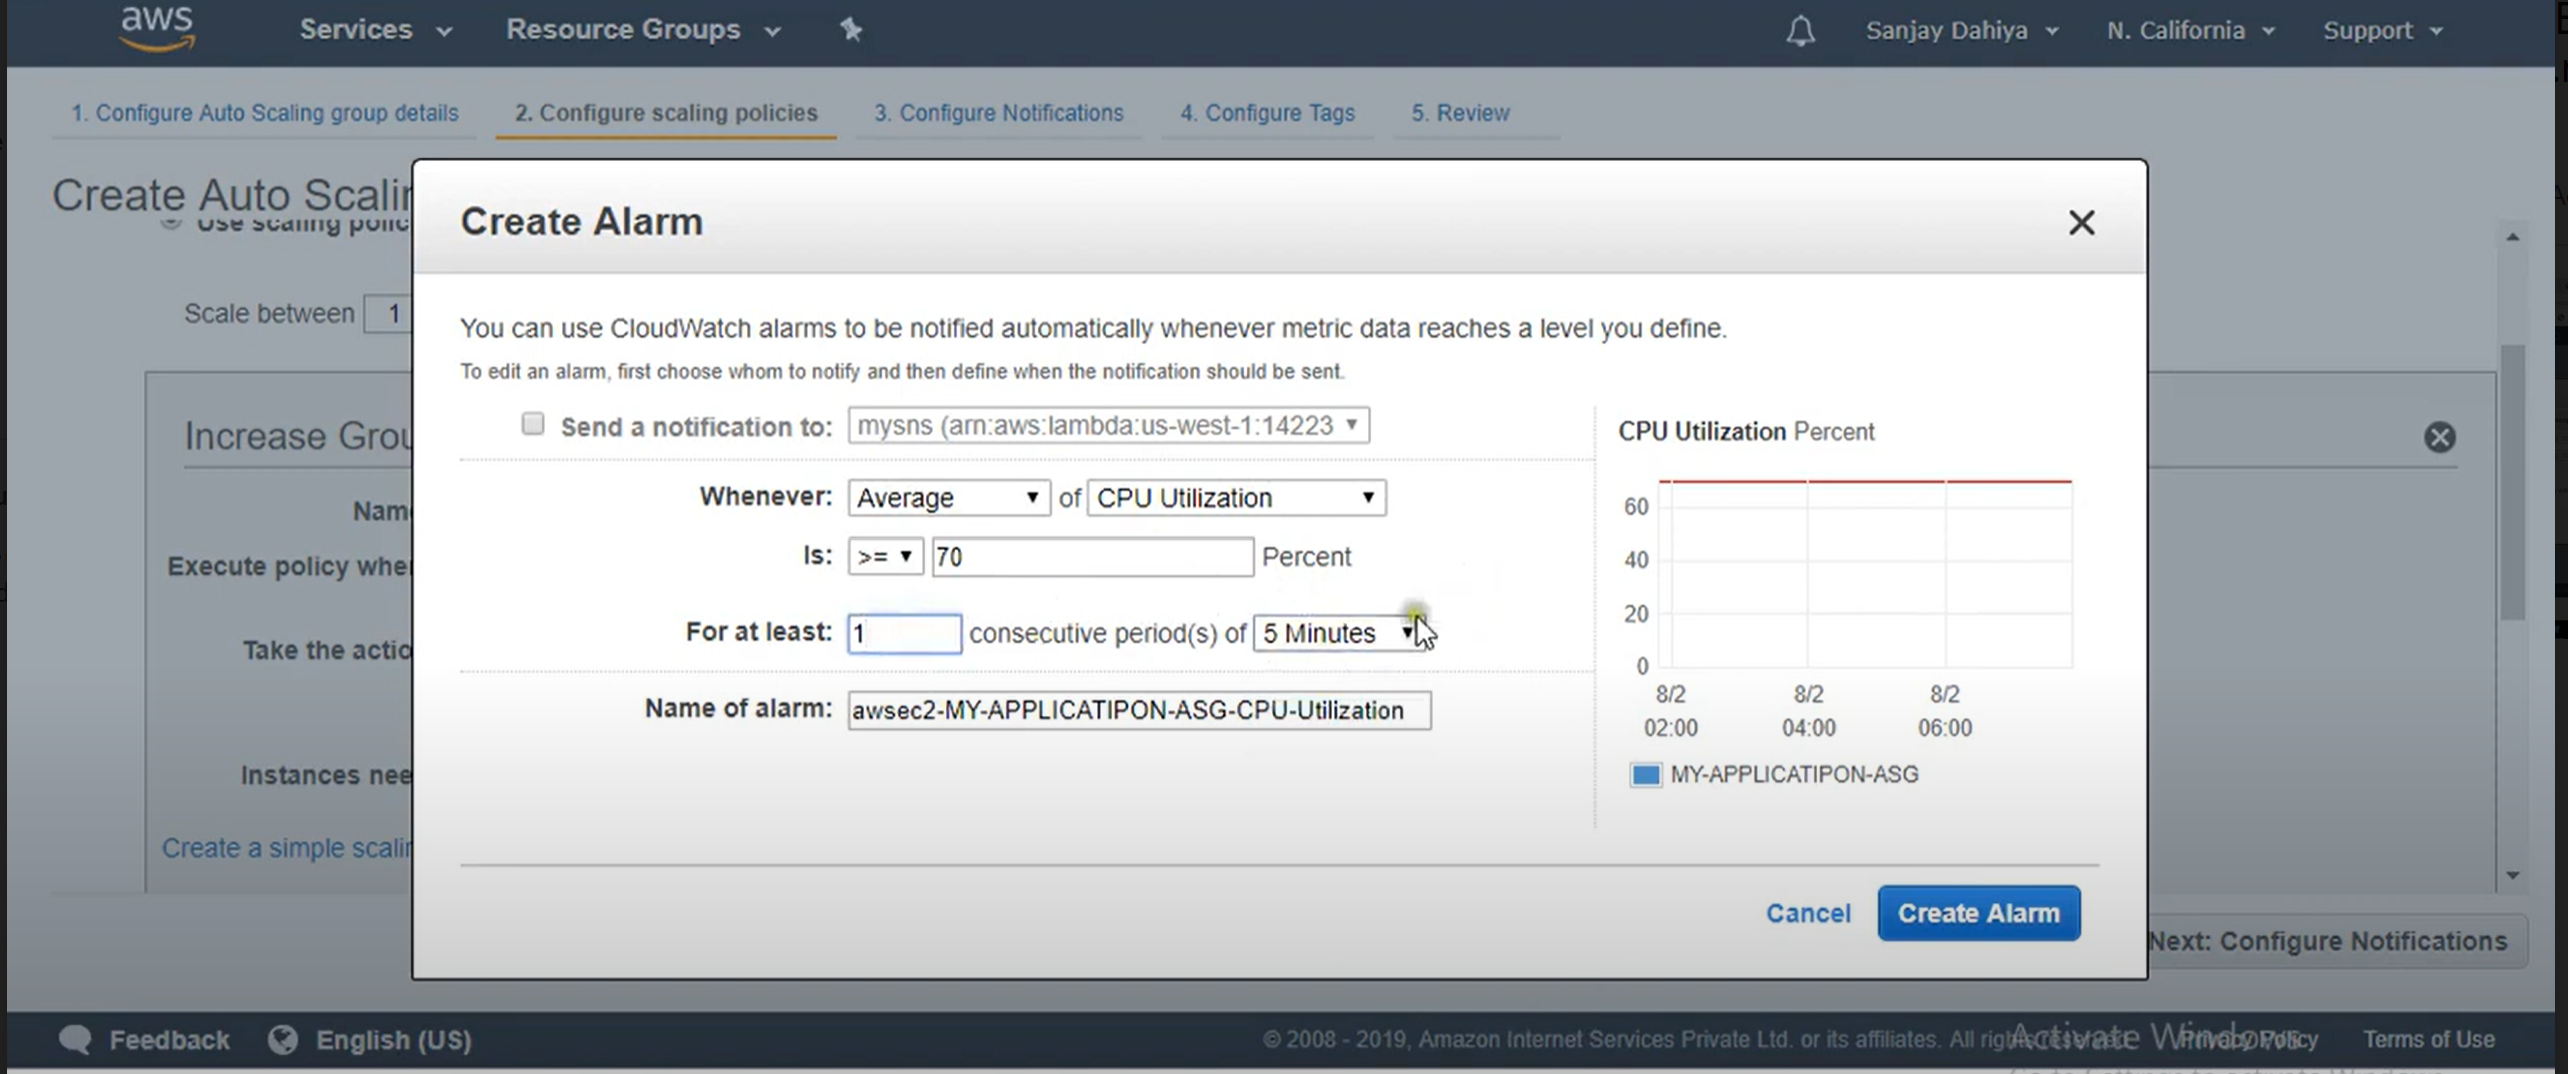 aws Services Resource Groups Sanjay Dahiya N. California Support
1. Configure Auto Scaling group details 2. Configure scaling policies 3. Configure Notifications 4. Configure Tags 5. Review
Create Auto Scalin
Use scaling polic
Scale between 1
Increase Grou
Name
Execute policy when
Take the actio
Instances nee
Create a simple scalin
Create Alarm
You can use CloudWatch alarms to be notified automatically whenever metric data reaches a level you define.
To edit an alarm, first choose whom to notify and then define when the notification should be sent.
Send a notification to: mysns (arn:aws:lambda:us-west-1:14223
Whenever: Average of CPU Utilization
Is: >= 70 Percent
For at least: 1 consecutive period(s) of 5 Minutes
Name of alarm: awsec2-MY-APPLICATIPON-ASG-CPU-Utilization
CPU Utilization Percent
60
40
20
0
8/2 8/2 8/2
02:00 04:00 06:00
MY-APPLICATIPON-ASG
Cancel Create Alarm
Next: Configure Notifications
Feedback English (US) © 2008 - 2019, Amazon Internet Services Private Ltd. or its affiliates. All rights reserved. Privacy Policy Terms of Use
Activate Windows